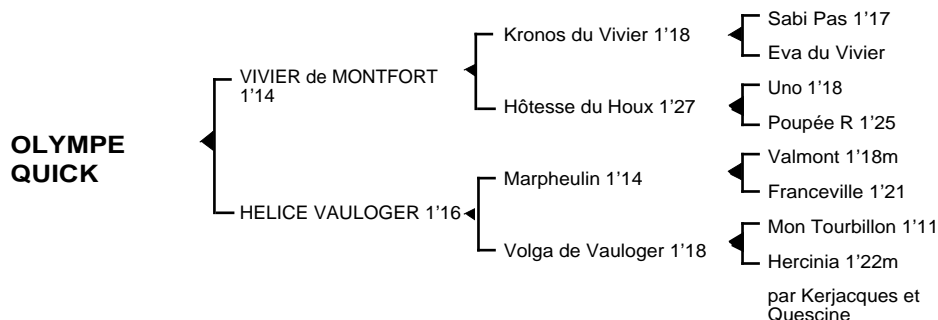 OLYMPE
QUICK
VIVIER de MONTFORT
1’14
HELICE VAULOGER 1’16
Kronos du Vivier 1’18
Hôtesse du Houx 1’27
Marpheulin 1’14
Volga de Vauloger 1’18
Sabi Pas 1’17
Eva du Vivier
Uno 1’18
Poupée R 1’25
Valmont 1’18m
Franceville 1’21
Mon Tourbillon 1’11
Hercinia 1’22m
par Kerjacques et
Quescine